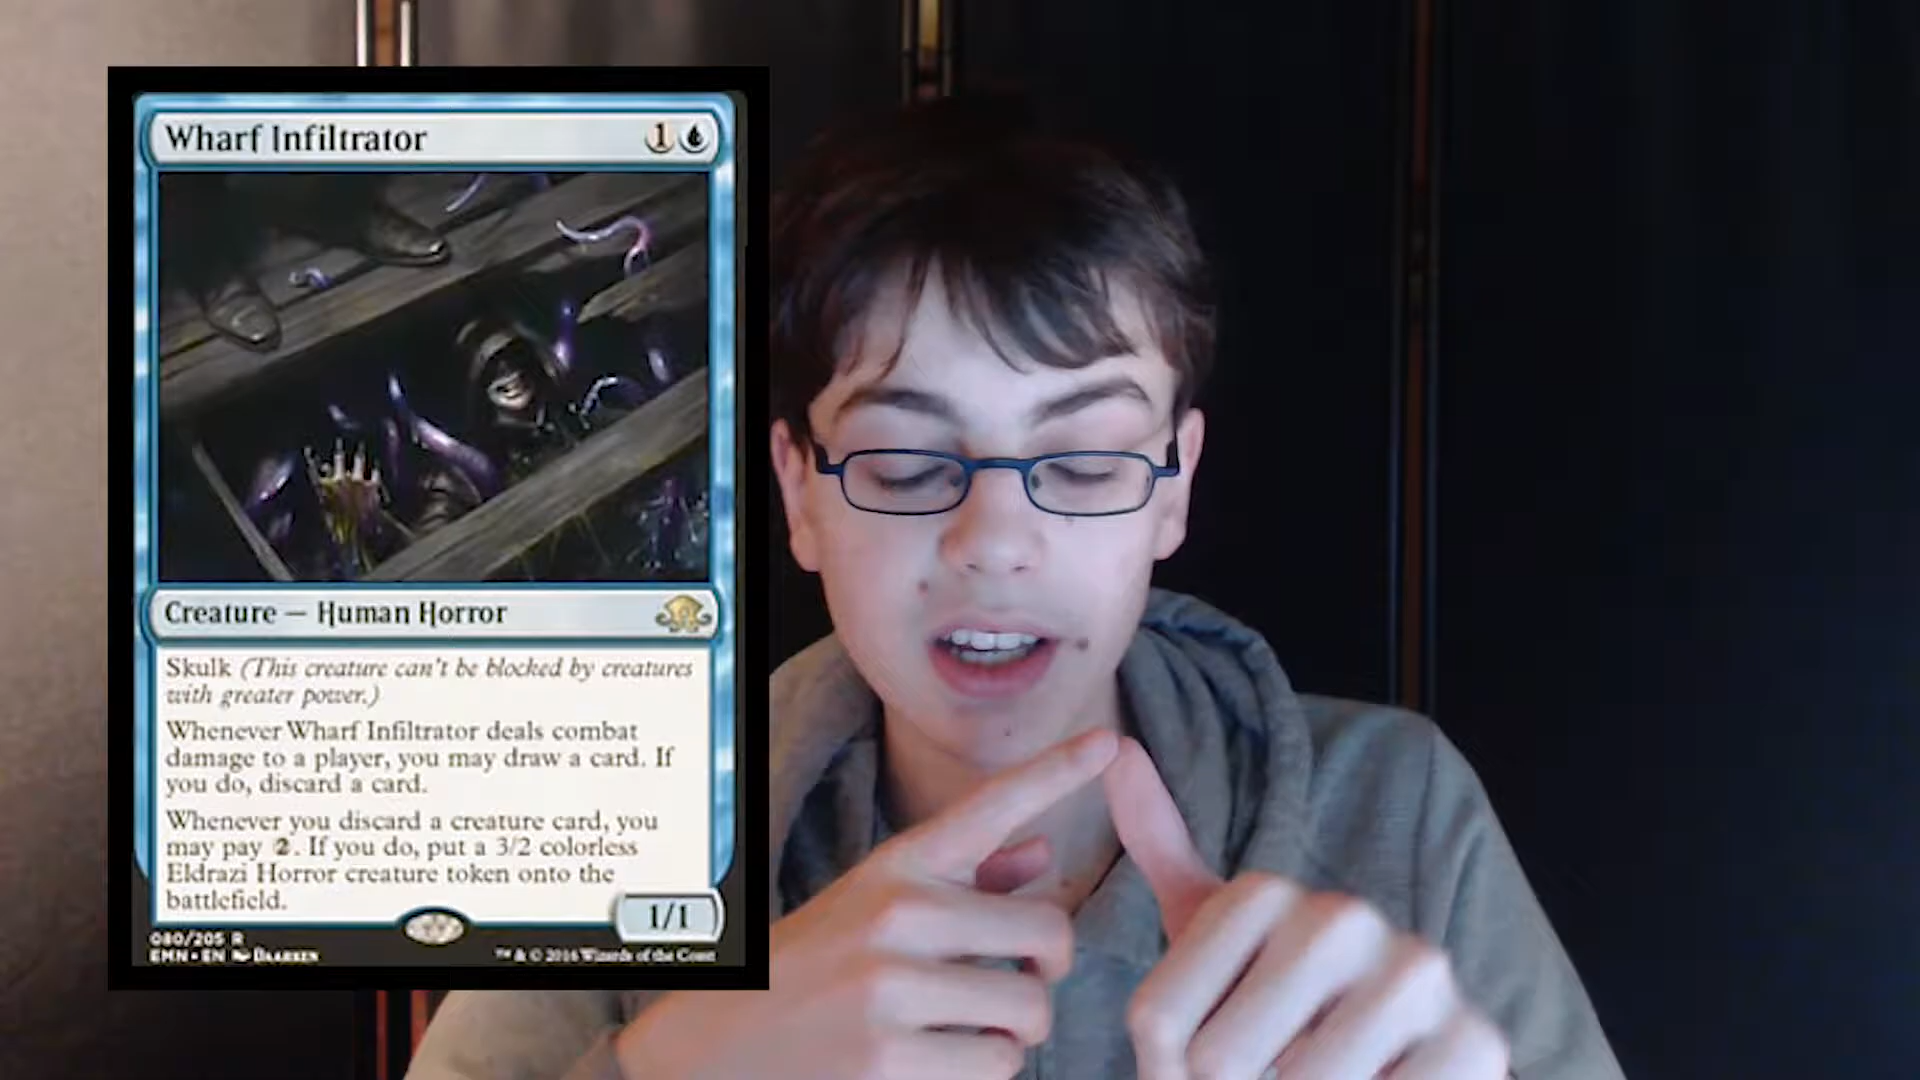 Wharf Infiltrator
1
Creature — Human Horror
Skulk (This creature can't be blocked by creatures
with greater power.)
Whenever Wharf Infiltrator deals combat
damage to a player, you may draw a card. If
you do, discard a card.
Whenever you discard a creature card, you
may pay 2. If you do, put a 3/2 colorless
Eldrazi Horror creature token onto the
battlefield.
1/1
080/205 R
EMN • EN Daarken
™ & © 2016 Wizards of the Coast